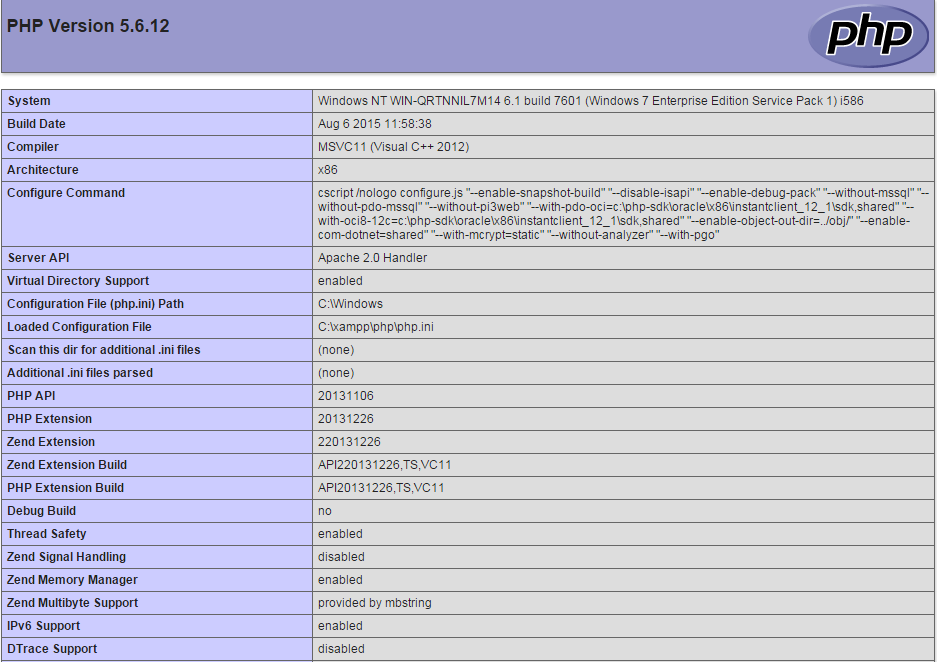 PHP Version 5.6.12
php
System Windows NT WIN-QRTNNIL7M14 6.1 build 7601 (Windows 7 Enterprise Edition Service Pack 1) i586
Build Date Aug 6 2015 11:58:38
Compiler MSVC11 (Visual C++ 2012)
Architecture x86
Configure Command cscript /nologo configure.js "--enable-snapshot-build" "--disable-isapi" "--enable-debug-pack" "--without-mssql" "--
without-pdo-mssql" "--without-pi3web" "--with-pdo-oci=c:\php-sdk\oracle\x86\instantclient_12_1\sdk,shared" "--
with-oci8-12c=c:\php-sdk\oracle\x86\instantclient_12_1\sdk,shared" "--enable-object-out-dir=../obj/" "--enable-
com-dotnet=shared" "--with-mcrypt=static" "--without-analyzer" "--with-pgo"
Server API Apache 2.0 Handler
Virtual Directory Support enabled
Configuration File (php.ini) Path C:\Windows
Loaded Configuration File C:\xampp\php\php.ini
Scan this dir for additional .ini files (none)
Additional .ini files parsed (none)
PHP API 20131106
PHP Extension 20131226
Zend Extension 220131226
Zend Extension Build API220131226,TS,VC11
PHP Extension Build API20131226,TS,VC11
Debug Build no
Thread Safety enabled
Zend Signal Handling disabled
Zend Memory Manager enabled
Zend Multibyte Support provided by mbstring
IPv6 Support enabled
DTrace Support disabled